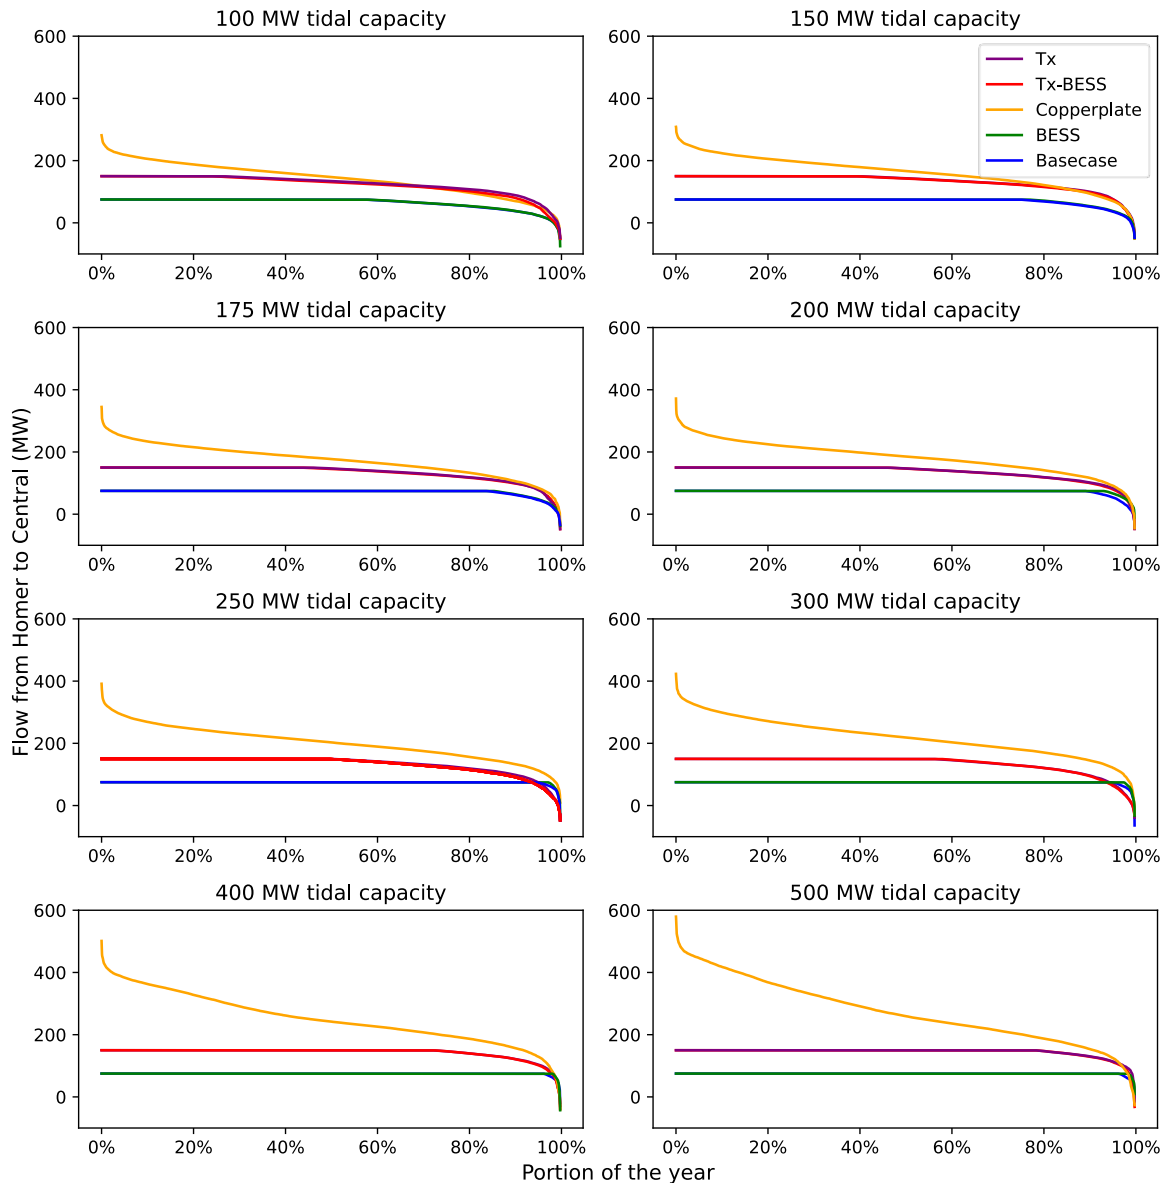 100 MW tidal capacity
150 MW tidal capacity
600
400
200
0
0% 20% 40% 60% 80% 100%
600
400
200
0
0% 20% 40% 60% 80% 100%
Tx
Tx-BESS
Copperplate
BESS
Basecase
175 MW tidal capacity
200 MW tidal capacity
600
400
200
0
0% 20% 40% 60% 80% 100%
600
400
200
0
0% 20% 40% 60% 80% 100%
Flow from Homer to Central (MW)
250 MW tidal capacity
300 MW tidal capacity
600
400
200
0
0% 20% 40% 60% 80% 100%
600
400
200
0
0% 20% 40% 60% 80% 100%
400 MW tidal capacity
500 MW tidal capacity
600
400
200
0
0% 20% 40% 60% 80% 100%
600
400
200
0
0% 20% 40% 60% 80% 100%
Portion of the year